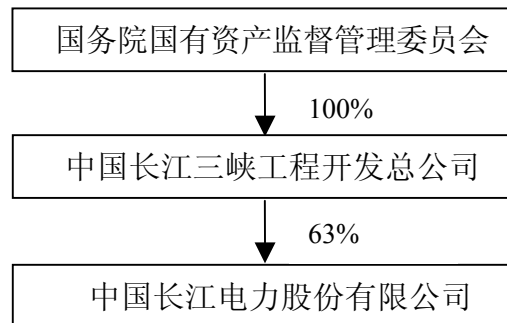 国务院国有资产监督管理委员会
100%
中国长江三峡工程开发总公司
63%
中国长江电力股份有限公司